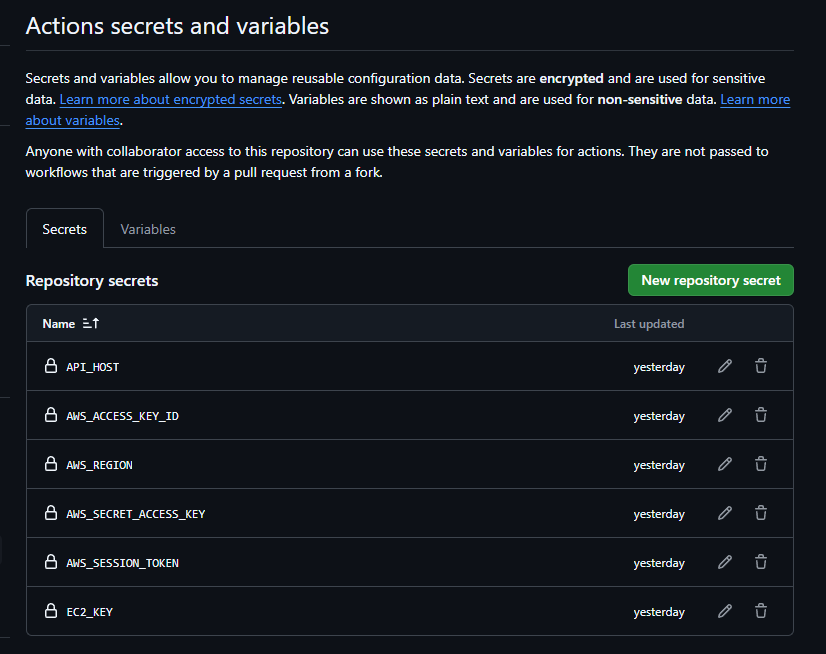 Actions secrets and variables
Secrets and variables allow you to manage reusable configuration data. Secrets are encrypted and are used for sensitive
data. Learn more about encrypted secrets. Variables are shown as plain text and are used for non-sensitive data. Learn more
about variables.
Anyone with collaborator access to this repository can use these secrets and variables for actions. They are not passed to
workflows that are triggered by a pull request from a fork.
Secrets Variables
Repository secrets New repository secret
Name Last updated
API_HOST yesterday
AWS_ACCESS_KEY_ID yesterday
AWS_REGION yesterday
AWS_SECRET_ACCESS_KEY yesterday
AWS_SESSION_TOKEN yesterday
EC2_KEY yesterday